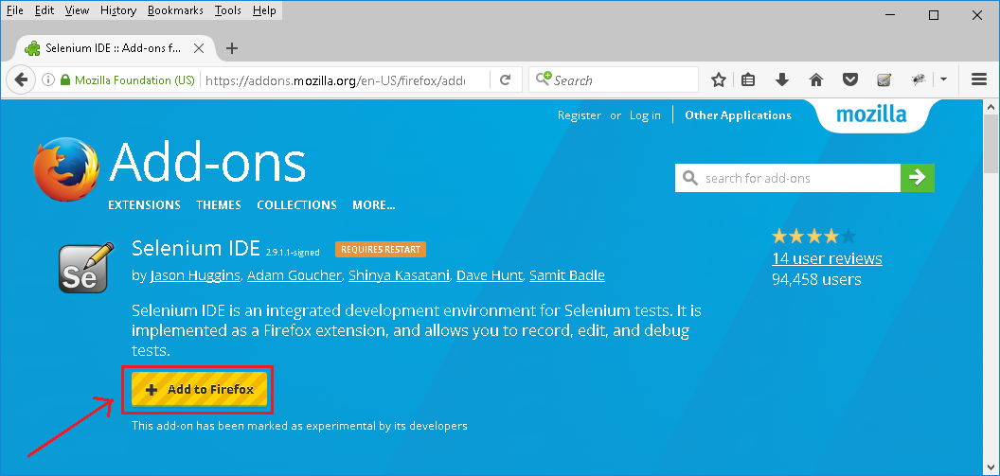 File Edit View History Bookmarks Tools Help
Selenium IDE :: Add-ons f...
Mozilla Foundation (US) https://addons.mozilla.org/en-US/firefox/addo Search
Register or Log in Other Applications mozilla
Add-ons
EXTENSIONS THEMES COLLECTIONS MORE...
search for add-ons
Selenium IDE 2.9.1.1-signed REQUIRES RESTART
by Jason Huggins, Adam Goucher, Shinya Kasatani, Dave Hunt, Samit Badle
14 user reviews
94,458 users
Se
Selenium IDE is an integrated development environment for Selenium tests. It is
implemented as a Firefox extension, and allows you to record, edit, and debug
tests.
+ Add to Firefox
This add-on has been marked as experimental by its developers